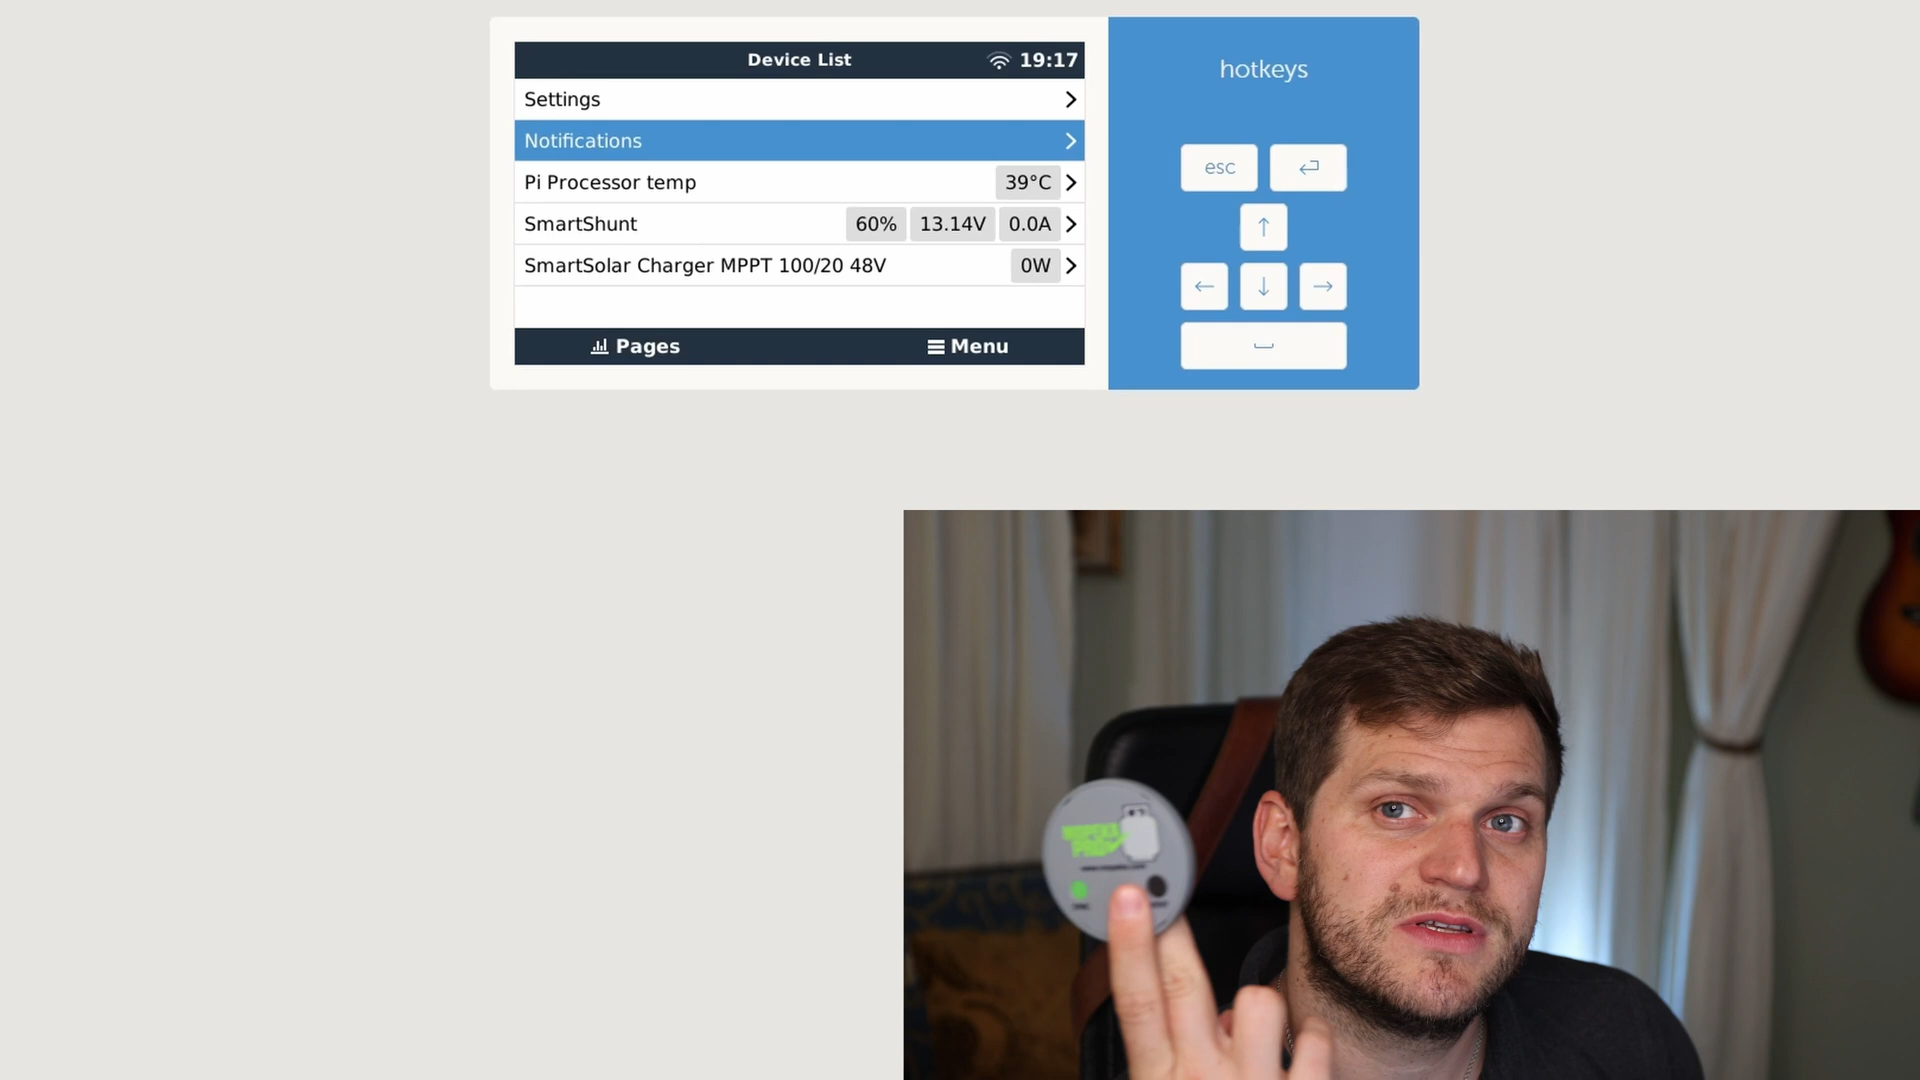 Device List 19:17
Settings
Notifications
Pi Processor temp 39°C
SmartShunt 60% 13.14V 0.0A
SmartSolar Charger MPPT 100/20 48V 0W
Pages Menu
hotkeys
esc